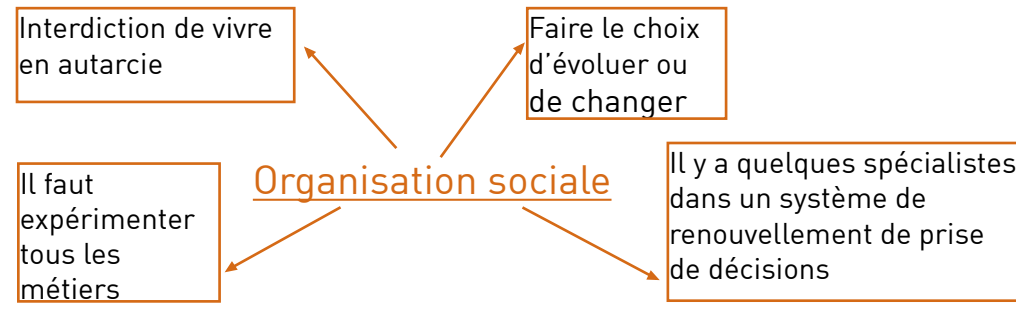 Interdiction de vivre
en autarcie
Faire le choix
d'évoluer ou
de changer
Organisation sociale
Il faut
expérimenter
tous les
métiers
Il y a quelques spécialistes
dans un système de
renouvellement de prise
de décisions